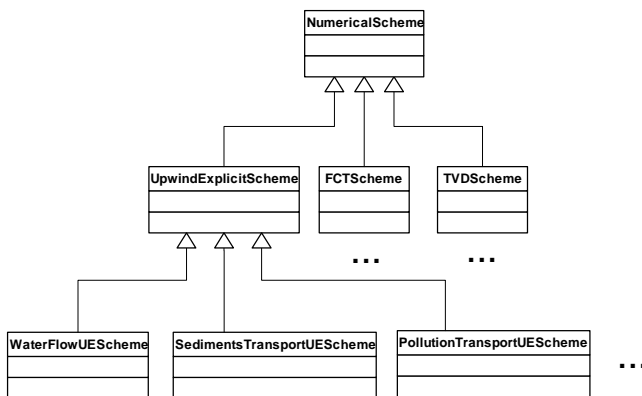 NumericalScheme
UpwindExplicitScheme
FCTScheme
TVDScheme
...
...
WaterFlowUEScheme
SedimentsTransportUEScheme
PollutionTransportUEScheme
...